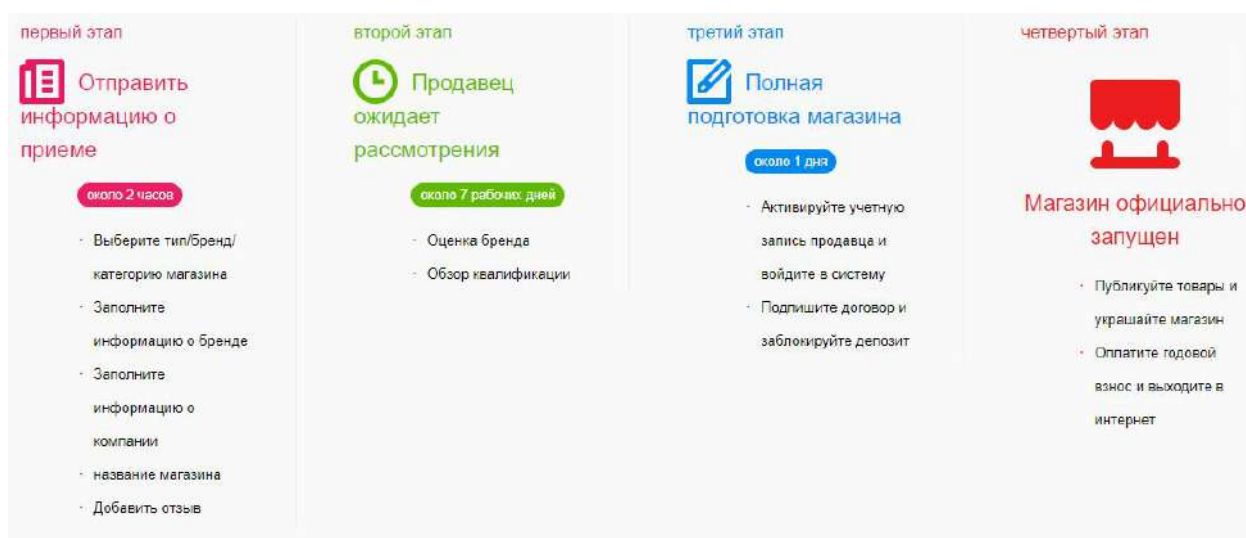 первый этап
Отправить
информацию о
приеме
около 2 часов
· Выберите тип/бренд/
категорию магазина
· Заполните
информацию о бренде
· Заполните
информацию о
компании
· название магазина
· Добавить отзыв
второй этап
Продавец
ожидает
рассмотрения
около 7 рабочих дней
· Оценка бренда
· Обзор квалификации
третий этап
Полная
подготовка магазина
около 1 дня
· Активируйте учетную
запись продавца и
войдите в систему
· Подпишите договор и
заблокируйте депозит
четвертый этап
Магазин официально
запущен
· Публикуйте товары и
украшайте магазин
· Оплатите годовой
взнос и выходите в
интернет